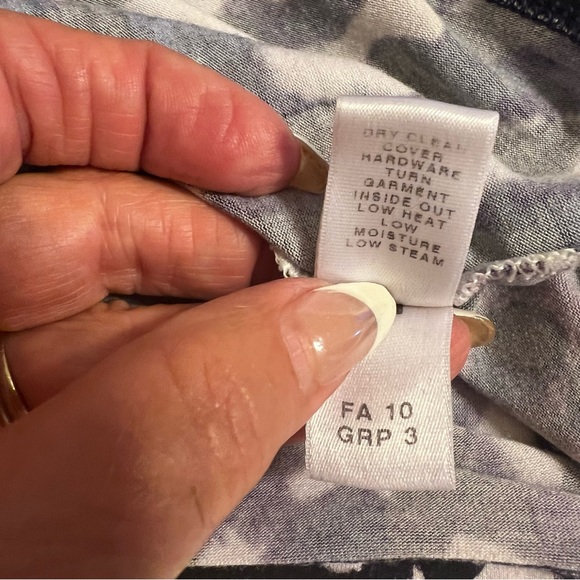 DRY CLEAN
COVER
HARDWARE
TURN
GARMENT
INSIDE OUT
LOW HEAT
LOW
MOISTURE
LOW STEAM
FA 10
GRP 3